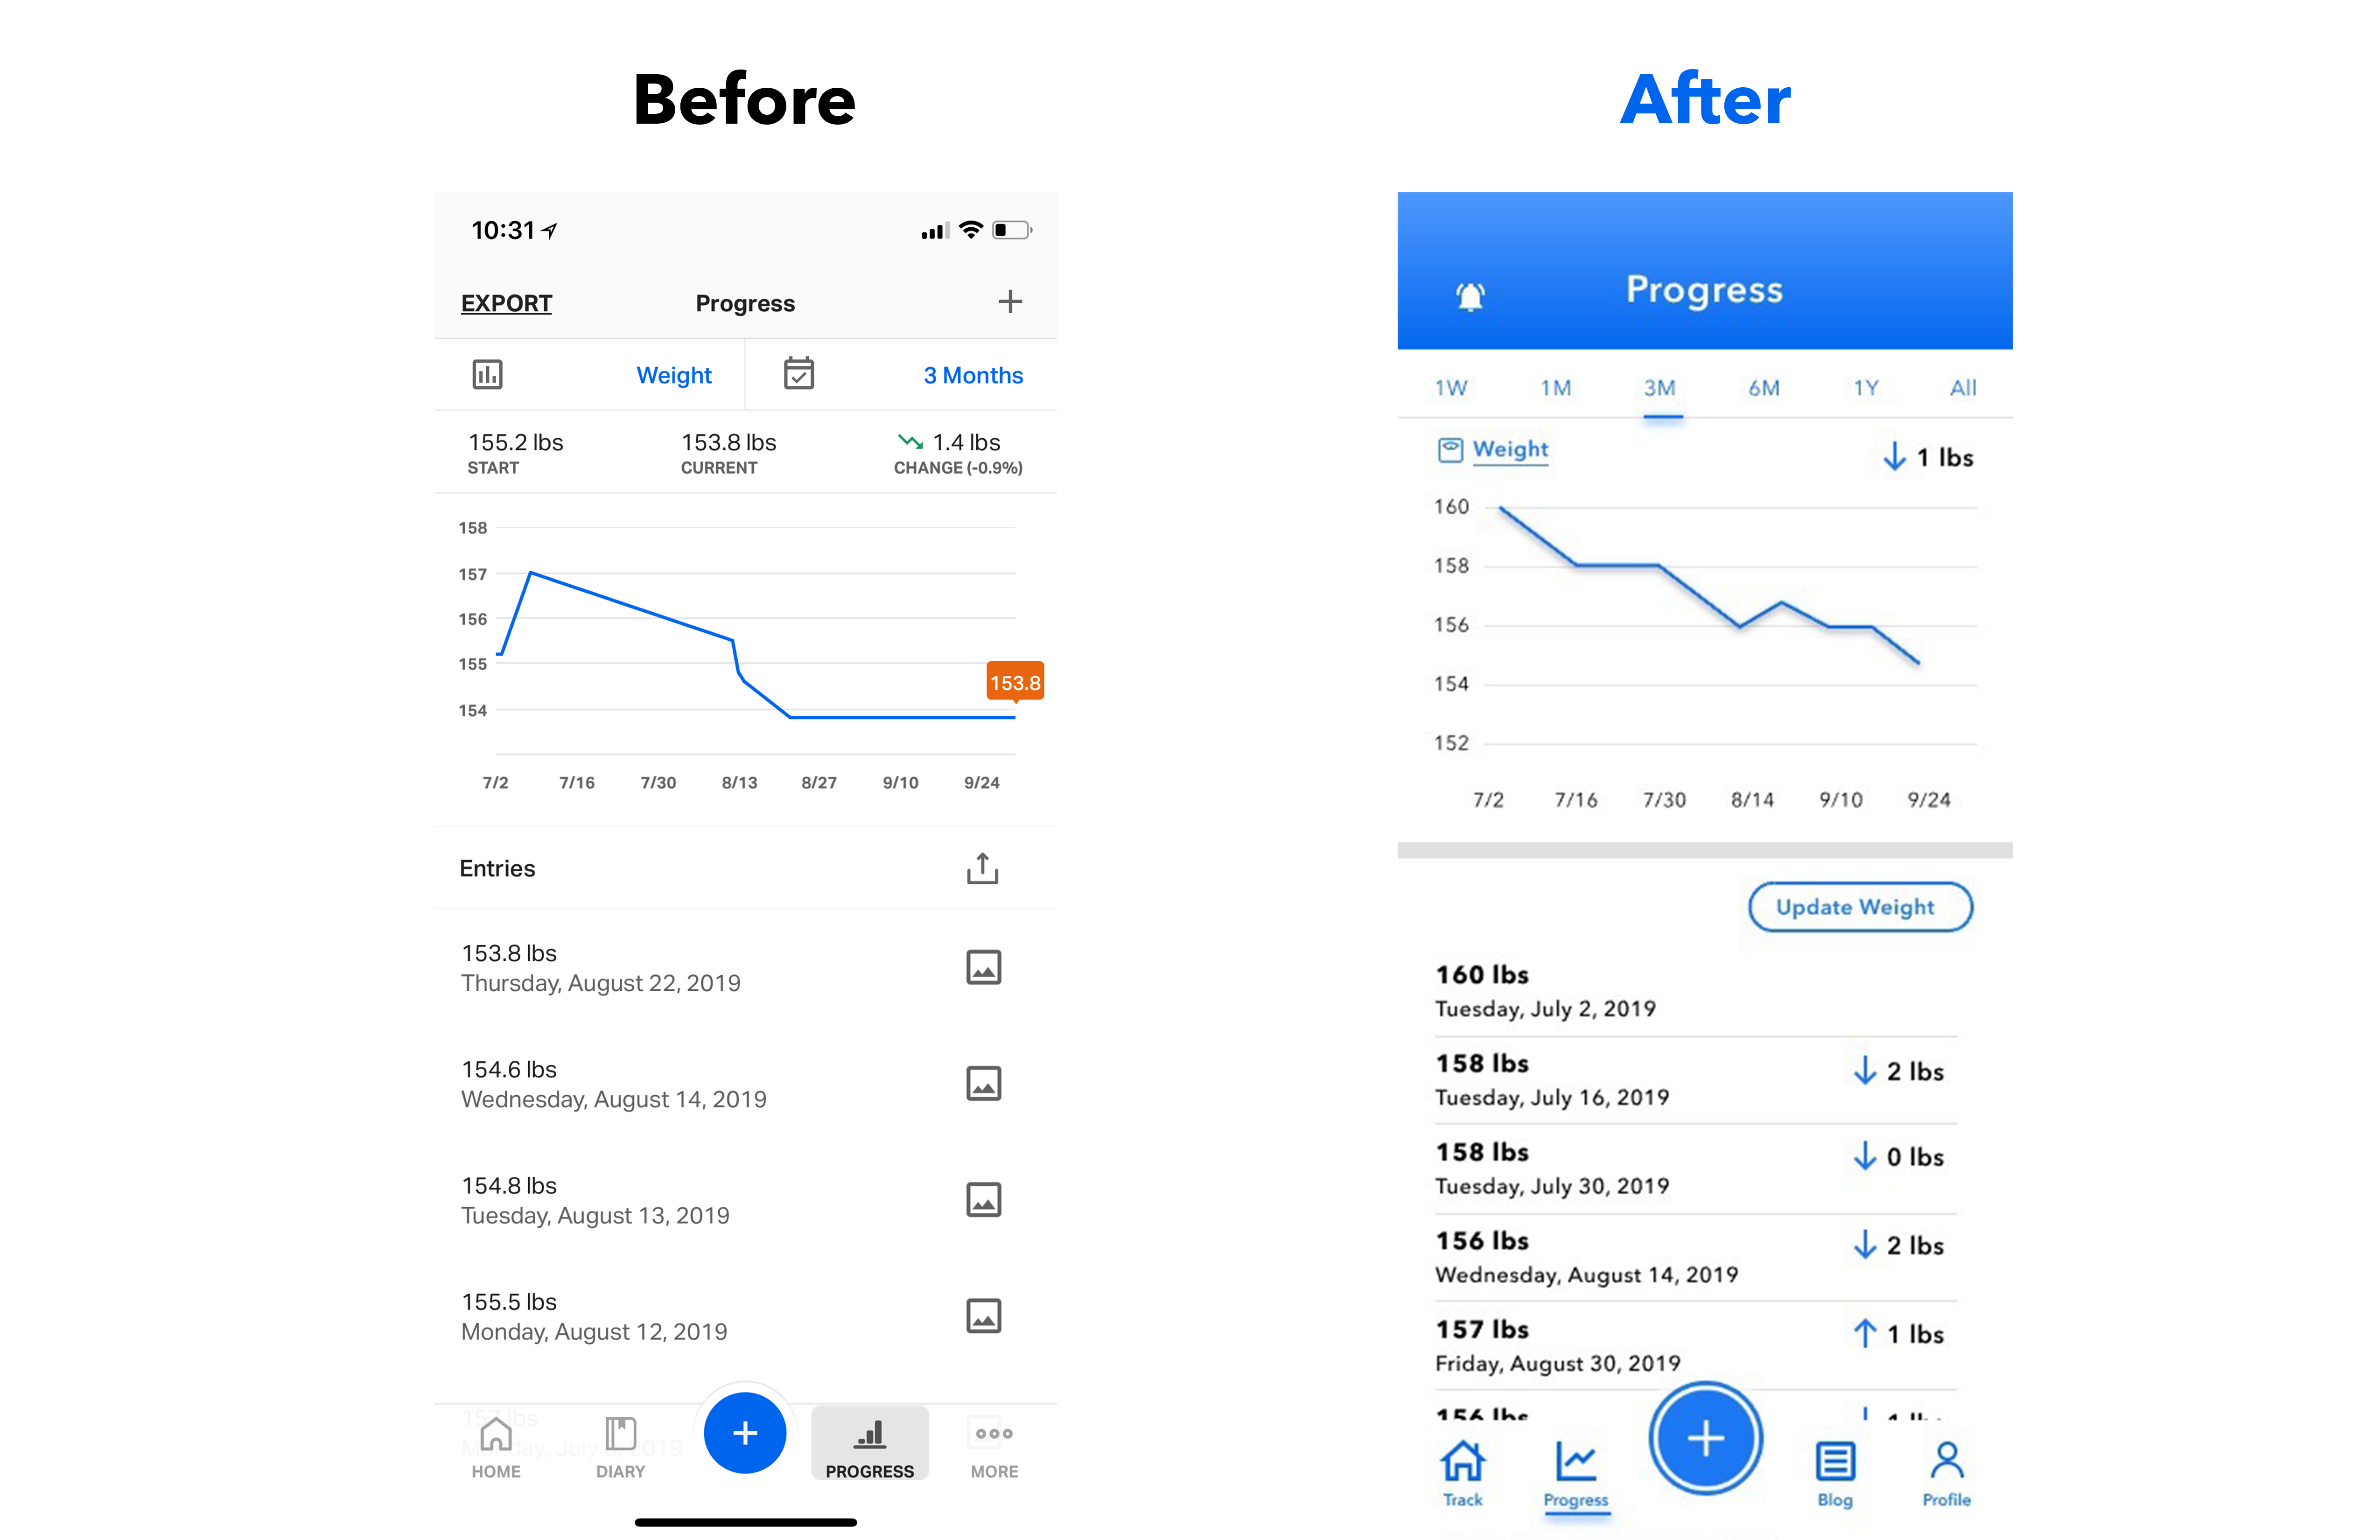 Before
10:31
EXPORT Progress +
Weight 3 Months
155.2 lbs 153.8 lbs 1.4 lbs
START CURRENT CHANGE (-0.9%)
158
157
156
155
153.8
154
7/2 7/16 7/30 8/13 8/27 9/10 9/24
Entries
153.8 lbs
Thursday, August 22, 2019
154.6 lbs
Wednesday, August 14, 2019
154.8 lbs
Tuesday, August 13, 2019
155.5 lbs
Monday, August 12, 2019
157 lbs
HOME DIARY + PROGRESS MORE
After
Progress
1W 1M 3M 6M 1Y All
Weight ↓ 1 lbs
160
158
156
154
152
7/2 7/16 7/30 8/14 9/10 9/24
Update Weight
160 lbs
Tuesday, July 2, 2019
158 lbs ↓ 2 lbs
Tuesday, July 16, 2019
158 lbs ↓ 0 lbs
Tuesday, July 30, 2019
156 lbs ↓ 2 lbs
Wednesday, August 14, 2019
157 lbs ↑ 1 lbs
Friday, August 30, 2019
156 lbs
+
Track Progress Blog Profile